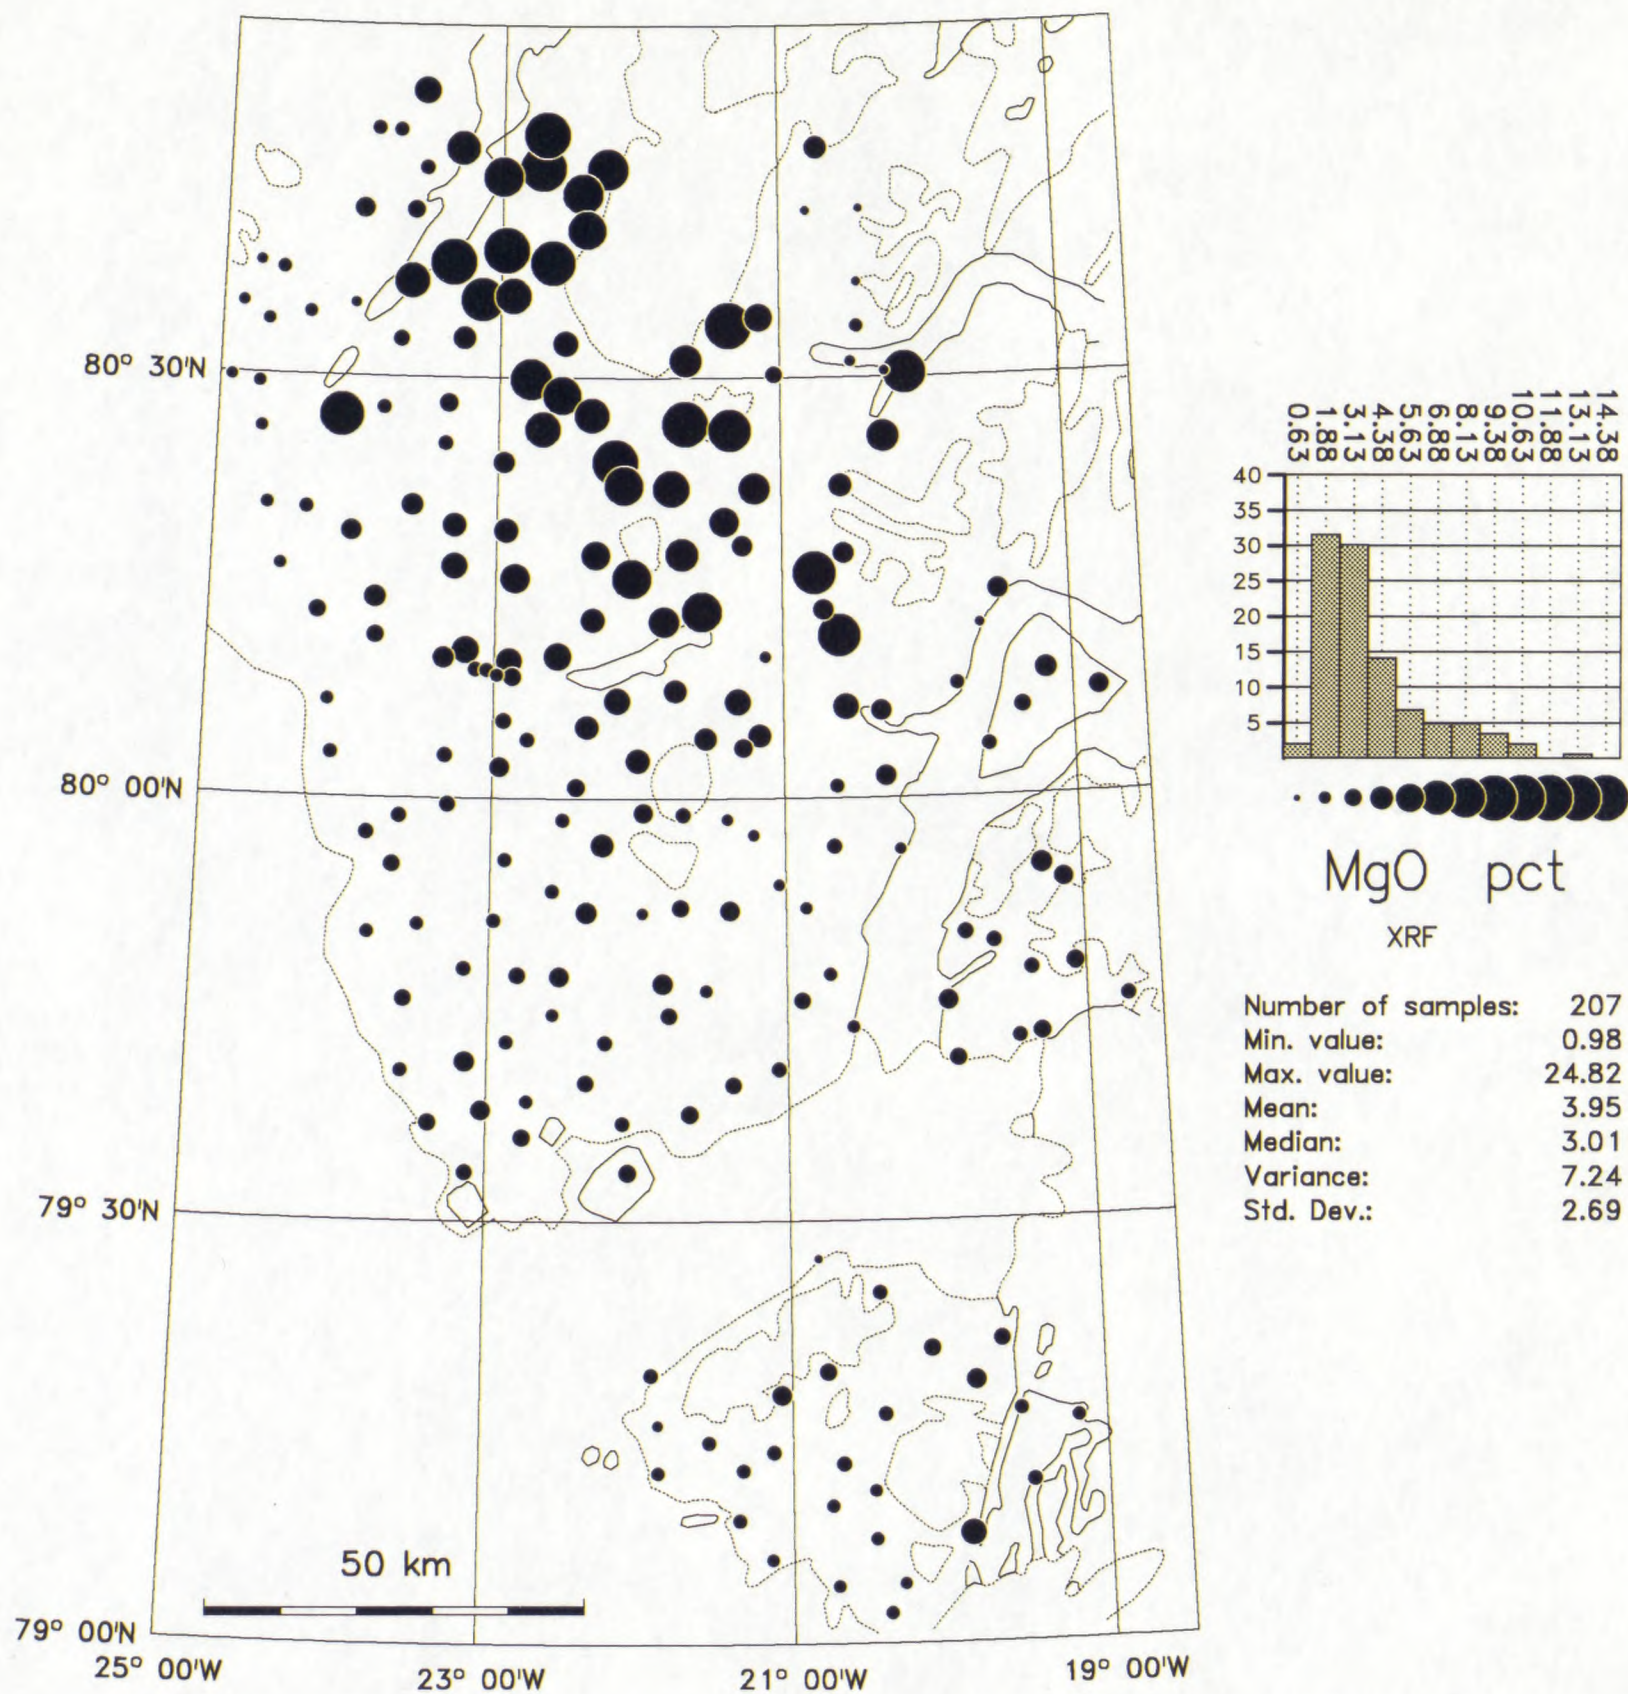 80° 30'N
80° 00'N
79° 30'N
79° 00'N
25° 00'W
23° 00'W
21° 00'W
19° 00'W
50 km
0.63
1.88
3.13
4.38
5.63
6.88
8.13
9.38
10.63
11.88
13.13
14.38
40
35
30
25
20
15
10
5
MgO pct
XRF
Number of samples: 207
Min. value: 0.98
Max. value: 24.82
Mean: 3.95
Median: 3.01
Variance: 7.24
Std. Dev.: 2.69